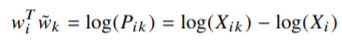 $w_i^T \tilde{w}_k = \log(P_{ik}) = \log(X_{ik}) - \log(X_i)$